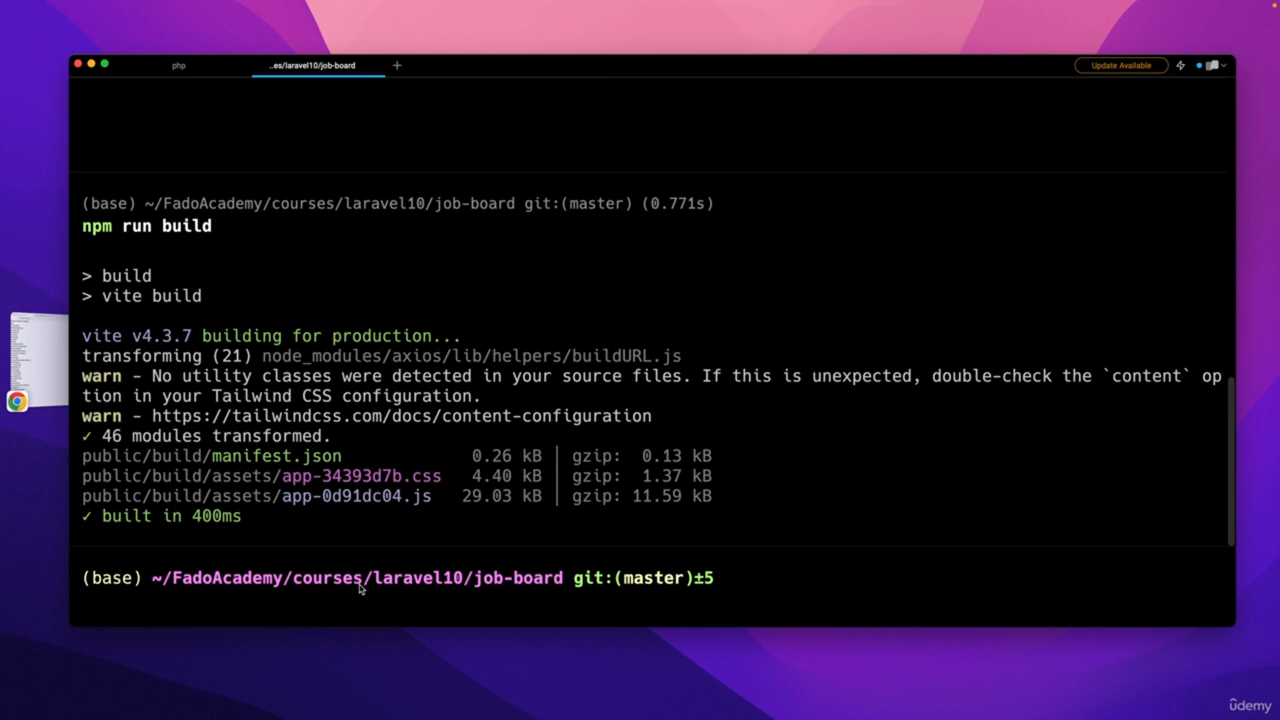 php
..es/laravel10/job-board
+
Update Available
(base) ~/FadoAcademy/courses/laravel10/job-board git:(master) (0.771s)
npm run build
> build
> vite build
vite v4.3.7 building for production...
transforming (21) node_modules/axios/lib/helpers/buildURL.js
warn - No utility classes were detected in your source files. If this is unexpected, double-check the `content` op
tion in your Tailwind CSS configuration.
warn - https://tailwindcss.com/docs/content-configuration
✓ 46 modules transformed.
public/build/manifest.json 0.26 kB │ gzip: 0.13 kB
public/build/assets/app-34393d7b.css 4.40 kB │ gzip: 1.37 kB
public/build/assets/app-0d91dc04.js 29.03 kB │ gzip: 11.59 kB
✓ built in 400ms
(base) ~/FadoAcademy/courses/laravel10/job-board git:(master)±5
ûdemy